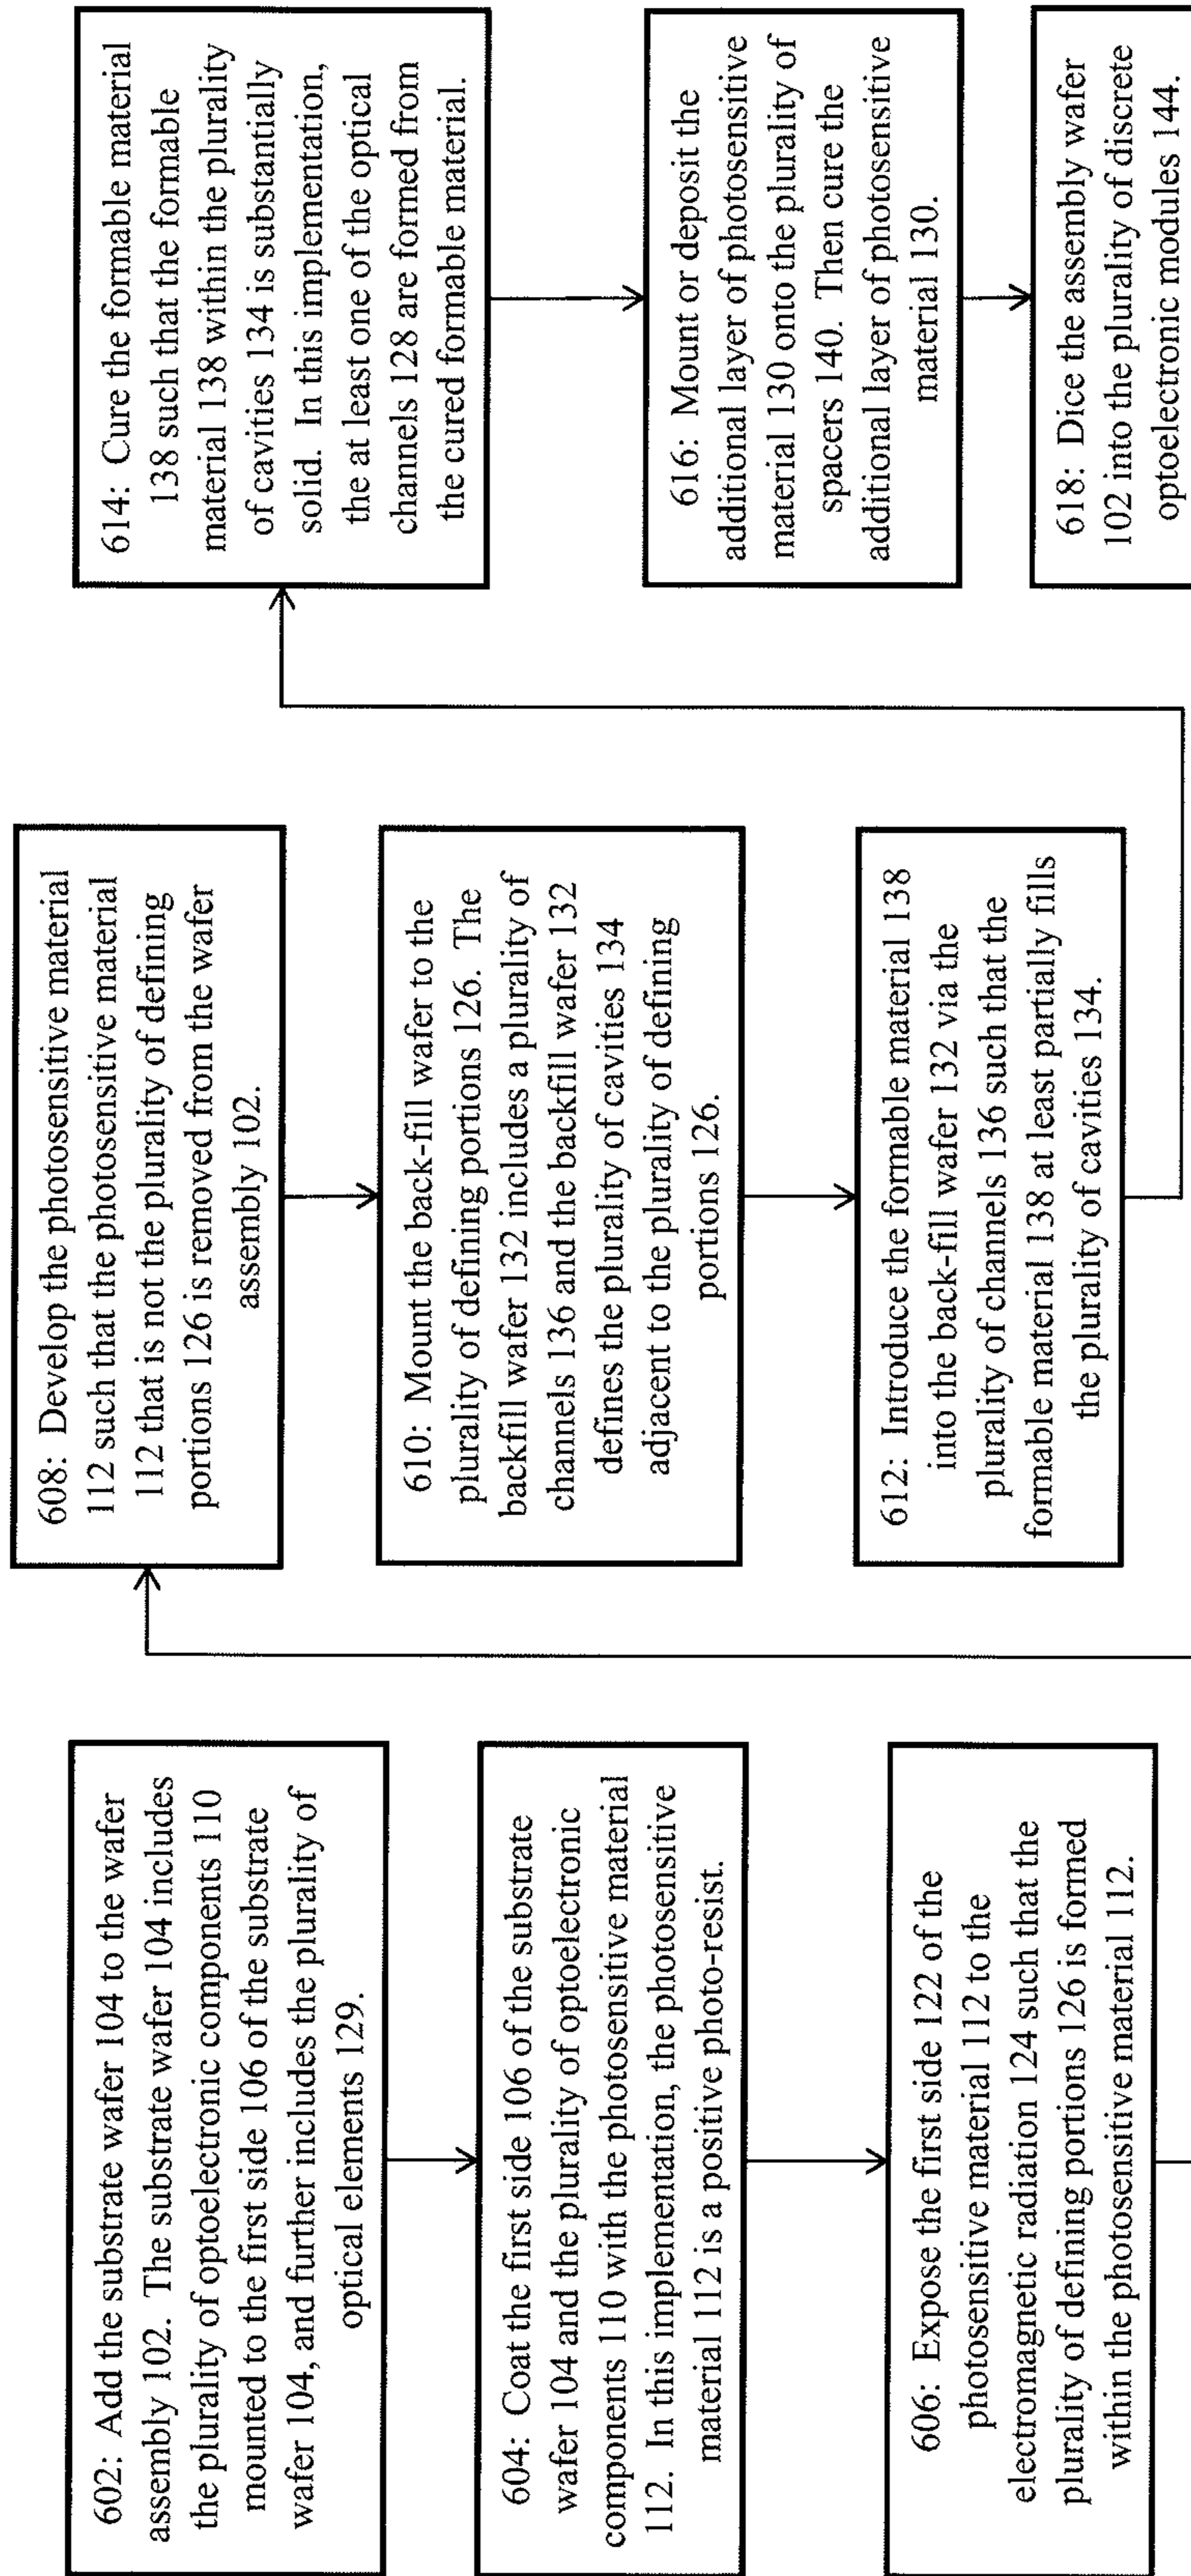 602: Add the substrate wafer 104 to the wafer
assembly 102. The substrate wafer 104 includes
the plurality of optoelectronic components 110
mounted to the first side 106 of the substrate
wafer 104, and further includes the plurality of
optical elements 129.
604: Coat the first side 106 of the substrate
wafer 104 and the plurality of optoelectronic
components 110 with the photosensitive material
112. In this implementation, the photosensitive
material 112 is a positive photo-resist.
606: Expose the first side 122 of the
photosensitive material 112 to the
electromagnetic radiation 124 such that the
plurality of defining portions 126 is formed
within the photosensitive material 112.
608: Develop the photosensitive material
112 such that the photosensitive material
112 that is not the plurality of defining
portions 126 is removed from the wafer
assembly 102.
610: Mount the back-fill wafer to the
plurality of defining portions 126. The
backfill wafer 132 includes a plurality of
channels 136 and the backfill wafer 132
defines the plurality of cavities 134
adjacent to the plurality of defining
portions 126.
612: Introduce the formable material 138
into the back-fill wafer 132 via the
plurality of channels 136 such that the
formable material 138 at least partially fills
the plurality of cavities 134.
614: Cure the formable material
138 such that the formable
material 138 within the plurality
of cavities 134 is substantially
solid. In this implementation,
the at least one of the optical
channels 128 are formed from
the cured formable material.
616: Mount or deposit the
additional layer of photosensitive
material 130 onto the plurality of
spacers 140. Then cure the
additional layer of photosensitive
material 130.
618: Dice the assembly wafer
102 into the plurality of discrete
optoelectronic modules 144.